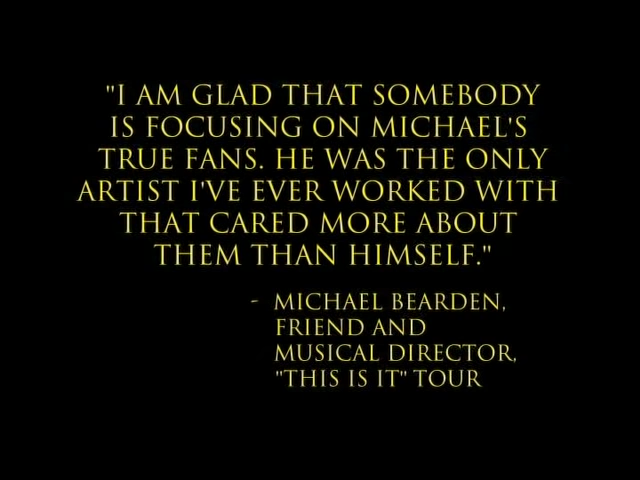 "I AM GLAD THAT SOMEBODY
IS FOCUSING ON MICHAEL'S
TRUE FANS. HE WAS THE ONLY
ARTIST I'VE EVER WORKED WITH
THAT CARED MORE ABOUT
THEM THAN HIMSELF."
- MICHAEL BEARDEN,
FRIEND AND
MUSICAL DIRECTOR,
"THIS IS IT" TOUR